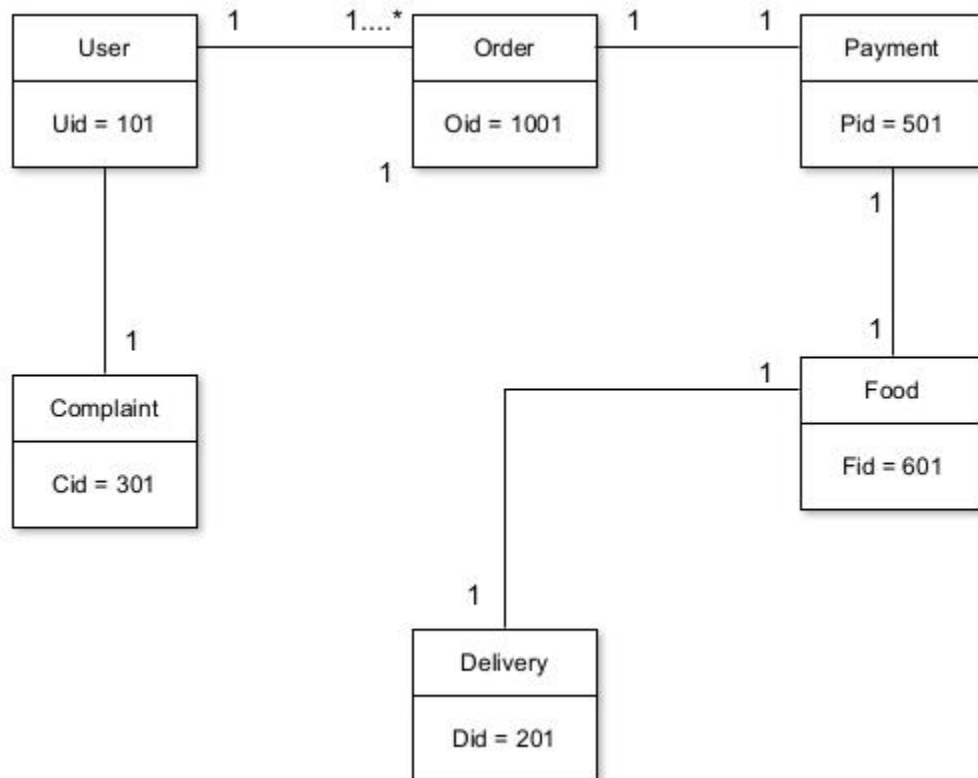 1 1....* 1 1
User Order Payment
Uid = 101 Oid = 1001 Pid = 501
1 1
1 1
1
Complaint Food
Cid = 301 Fid = 601
1
Delivery
Did = 201